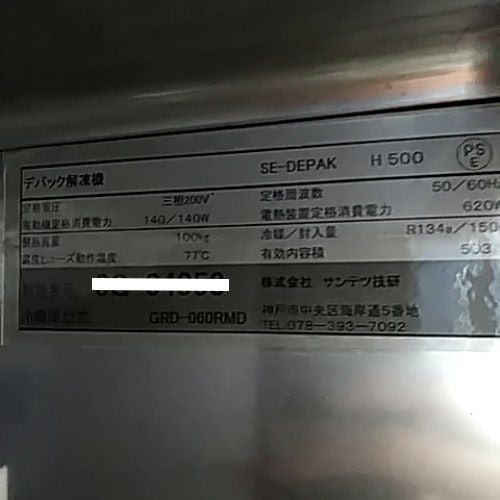 デパック解凍機 SE-DEPAK H500 PS E
定格電圧 三相200V 定格周波数 50/60Hz
電動機定格消費電力 140/140W 電熱装置定格消費電力 620W
製品質量 100kg 冷媒/封入量 R134a/150
温度ヒューズ動作温度 77℃ 有効内容積 503
製造番号 株式会社 サンテツ技研
冷蔵庫型式 GRD-060RMD 神戸市中央区海岸通5番地
TEL.078-393-7092